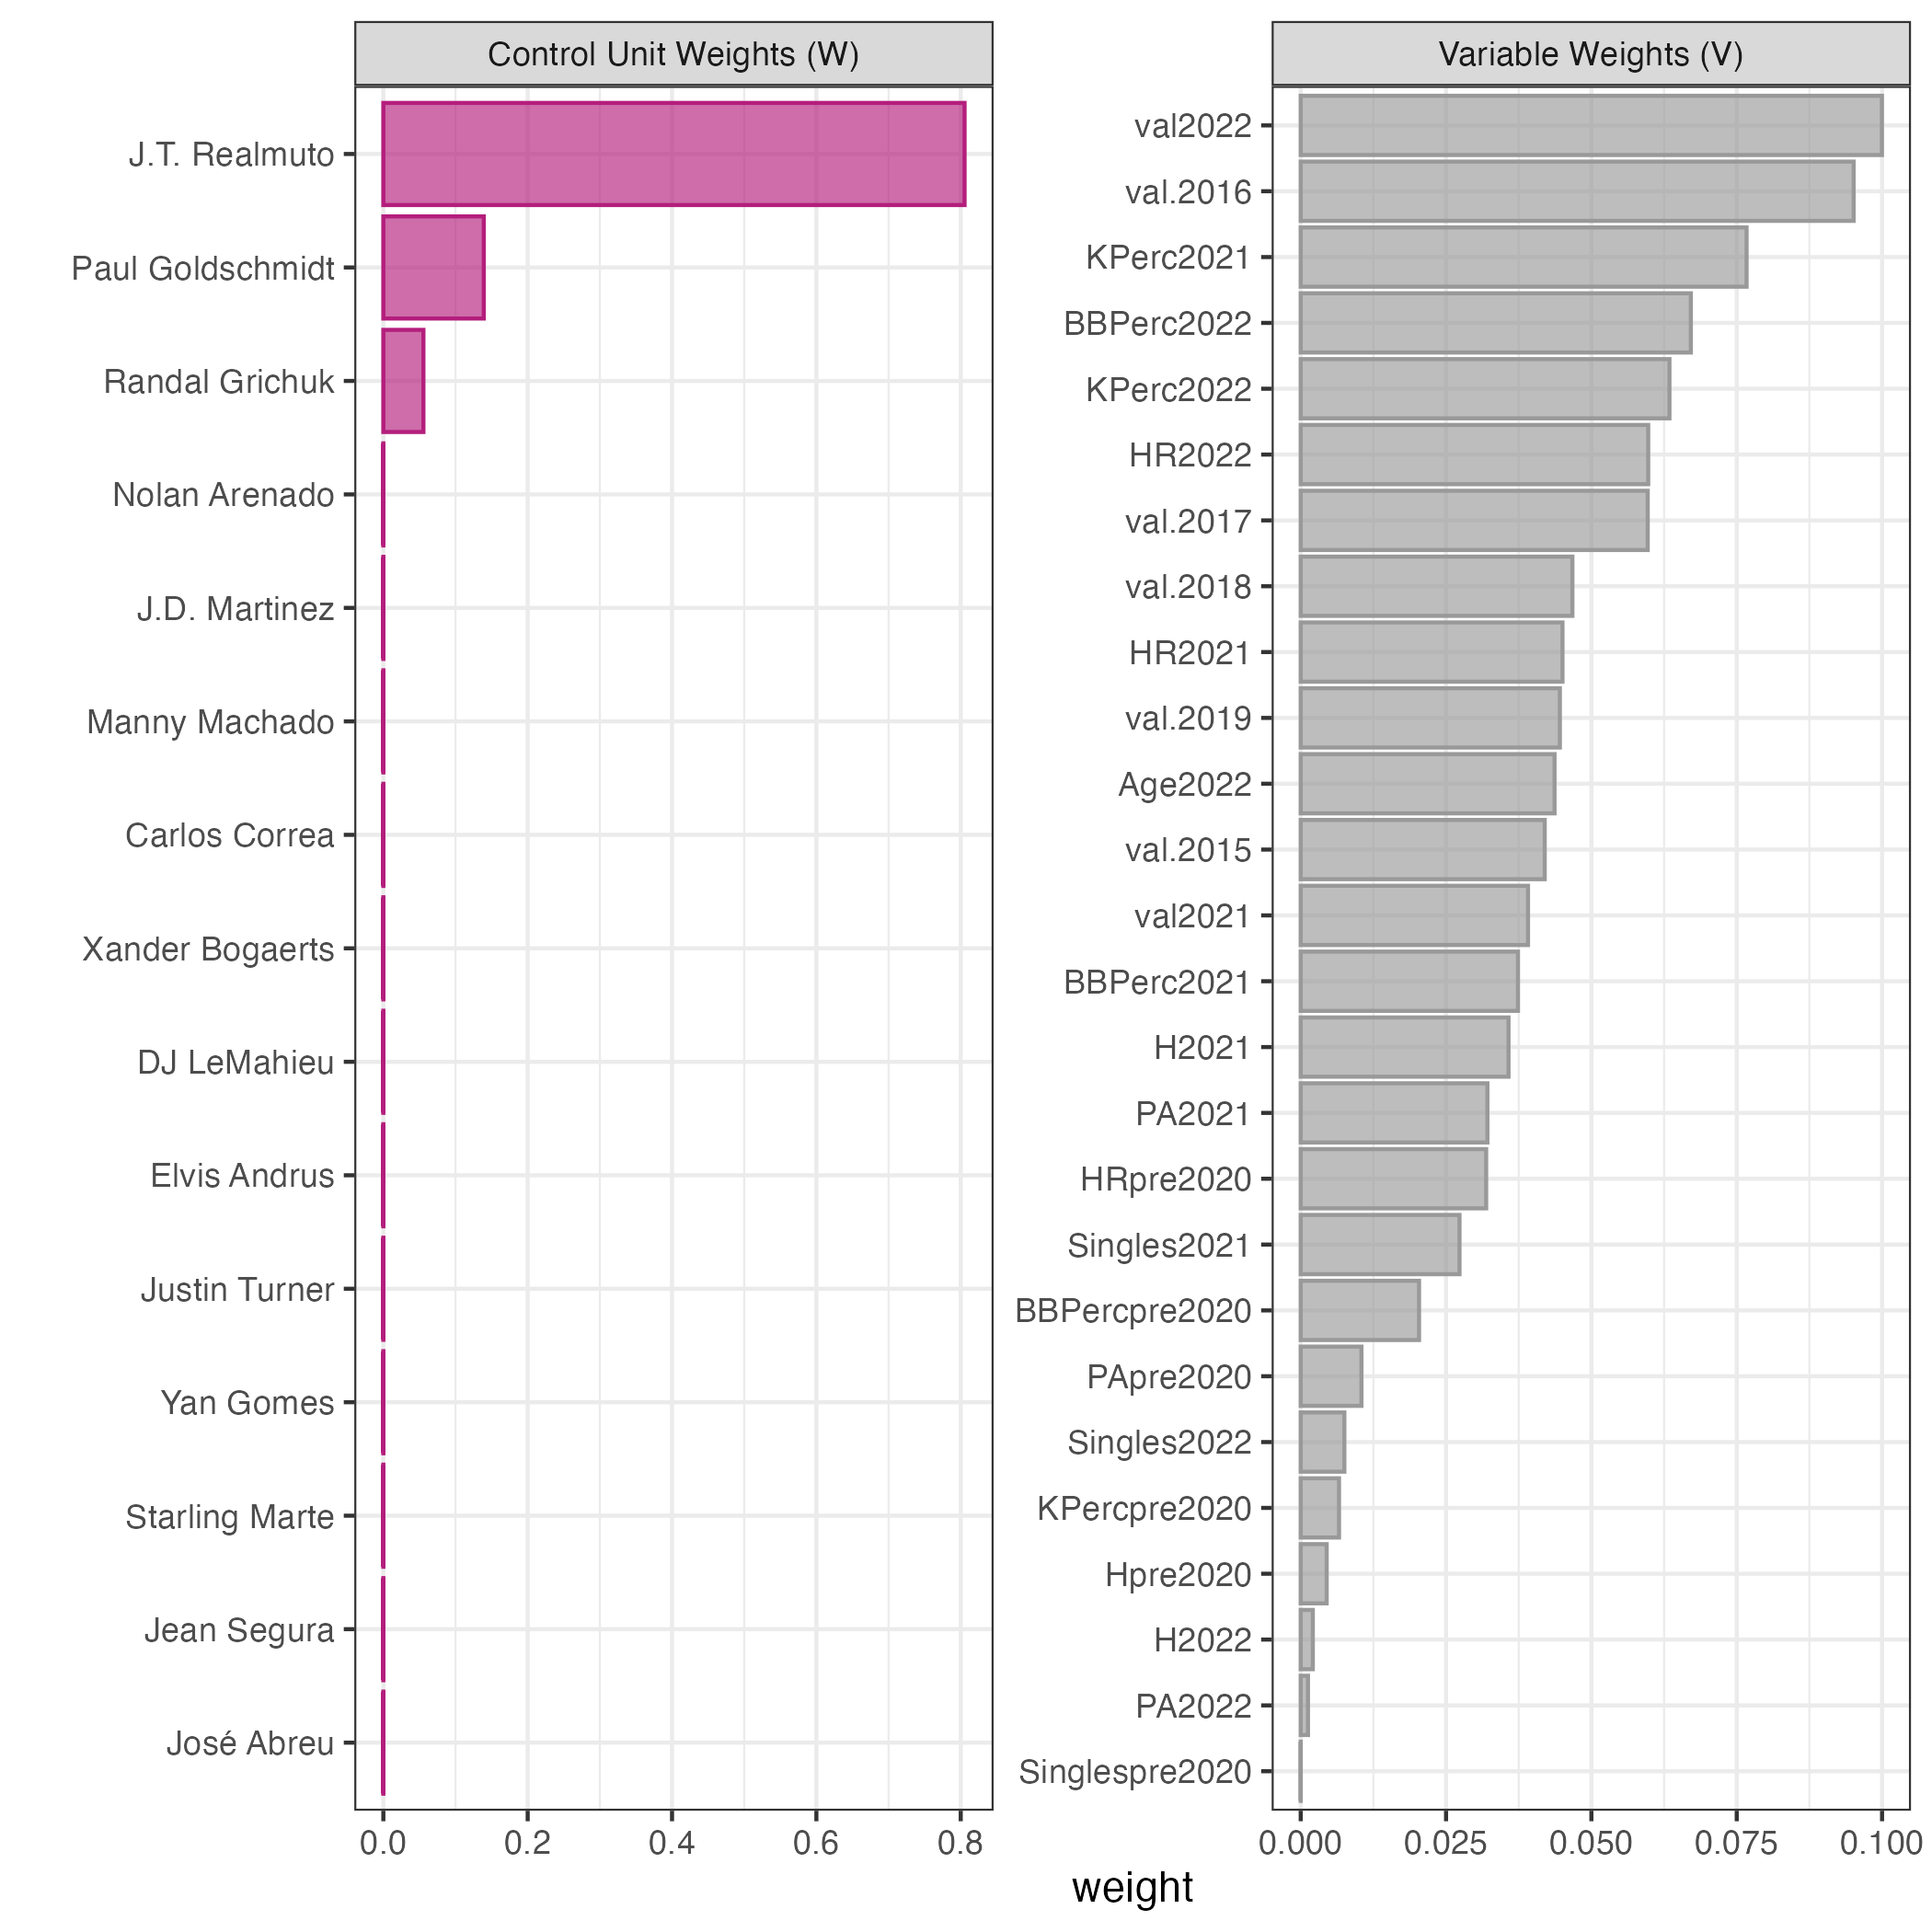 Control Unit Weights (W)
J.T. Realmuto
Paul Goldschmidt
Randal Grichuk
Nolan Arenado
J.D. Martinez
Manny Machado
Carlos Correa
Xander Bogaerts
DJ LeMahieu
Elvis Andrus
Justin Turner
Yan Gomes
Starling Marte
Jean Segura
José Abreu
0.0 0.2 0.4 0.6 0.8
Variable Weights (V)
val2022
val.2016
KPerc2021
BBPerc2022
KPerc2022
HR2022
val.2017
val.2018
HR2021
val.2019
Age2022
val.2015
val2021
BBPerc2021
H2021
PA2021
HRpre2020
Singles2021
BBPercpre2020
PApre2020
Singles2022
KPercpre2020
Hpre2020
H2022
PA2022
Singlespre2020
0.000 0.025 0.050 0.075 0.100
weight